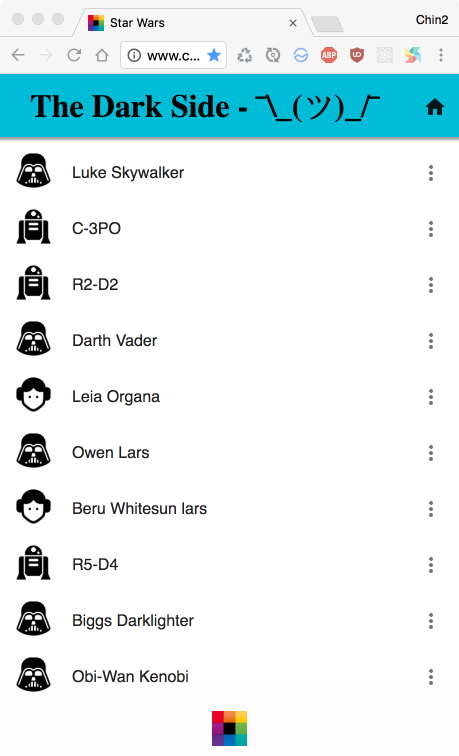 Star Wars
Chin2
www.c...
ABP
UD
The Dark Side - ¯\_(ツ)_/¯
Luke Skywalker
C-3PO
R2-D2
Darth Vader
Leia Organa
Owen Lars
Beru Whitesun lars
R5-D4
Biggs Darklighter
Obi-Wan Kenobi